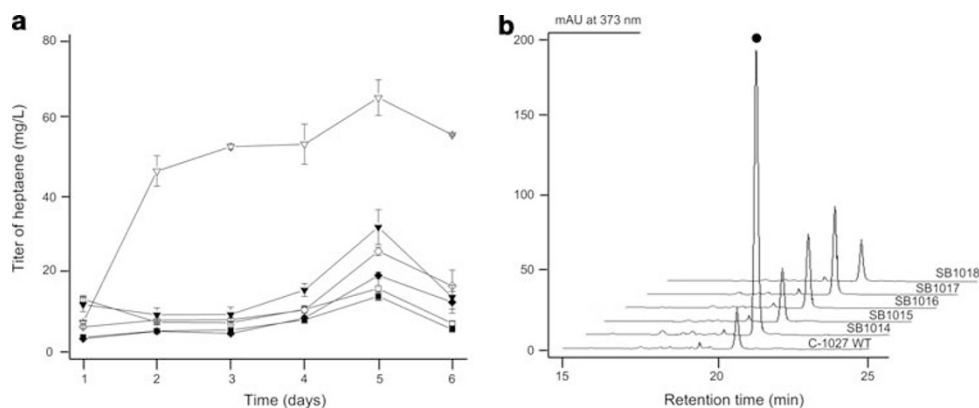 a
80
60
40
20
0
Titer of heptaene (mg/L)
1 2 3 4 5 6
Time (days)
b
mAU at 373 nm
200
150
100
50
0
SB1018
SB1017
SB1016
SB1015
SB1014
C-1027 WT
15 20 25
Retention time (min)